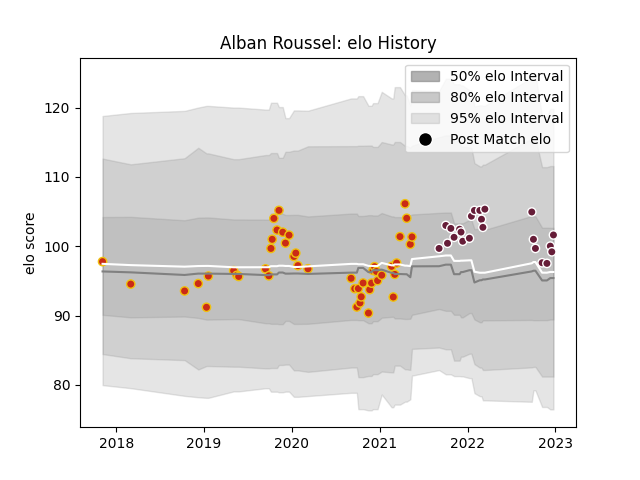 Alban Roussel: elo History
50% elo Interval
80% elo Interval
95% elo Interval
Post Match elo
elo score
120
110
100
90
80
2018 2019 2020 2021 2022 2023